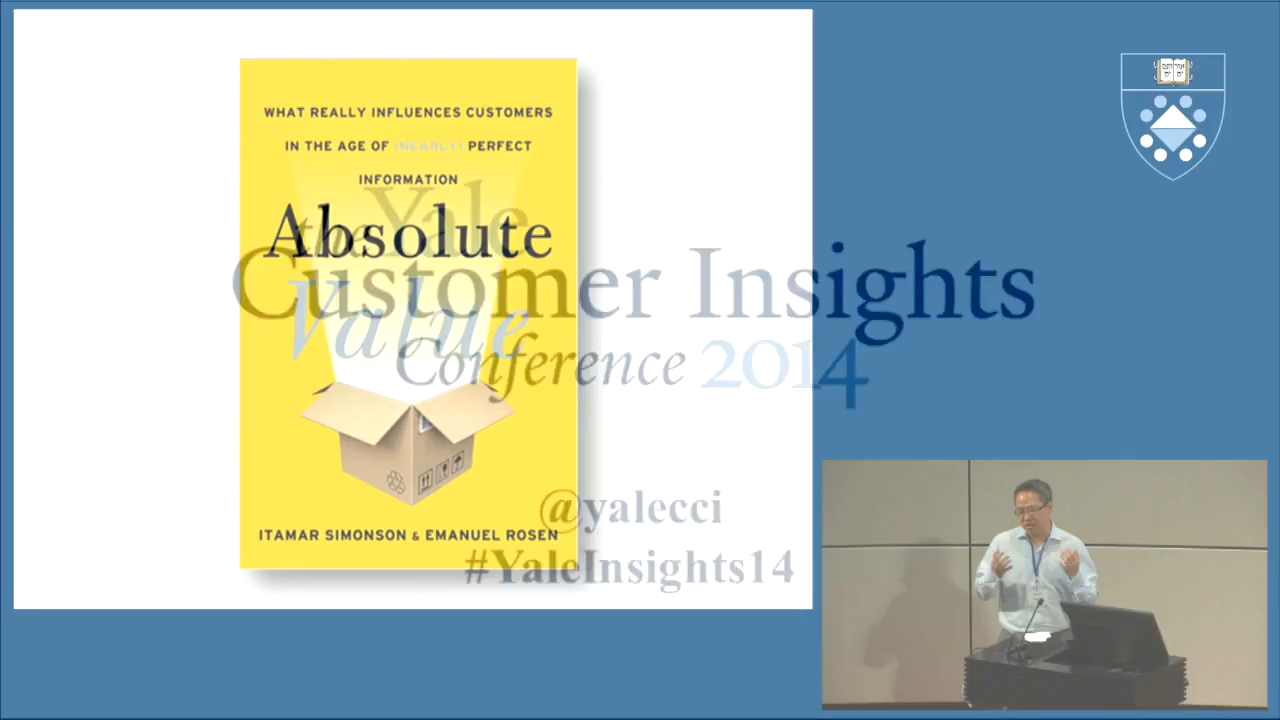 WHAT REALLY INFLUENCES CUSTOMERS
IN THE AGE OF (NEARLY) PERFECT
INFORMATION
Absolute
Value
ITAMAR SIMONSON & EMANUEL ROSEN
the Yale
Customer Insights
Conference 2014
@yalecci
#YaleInsights14